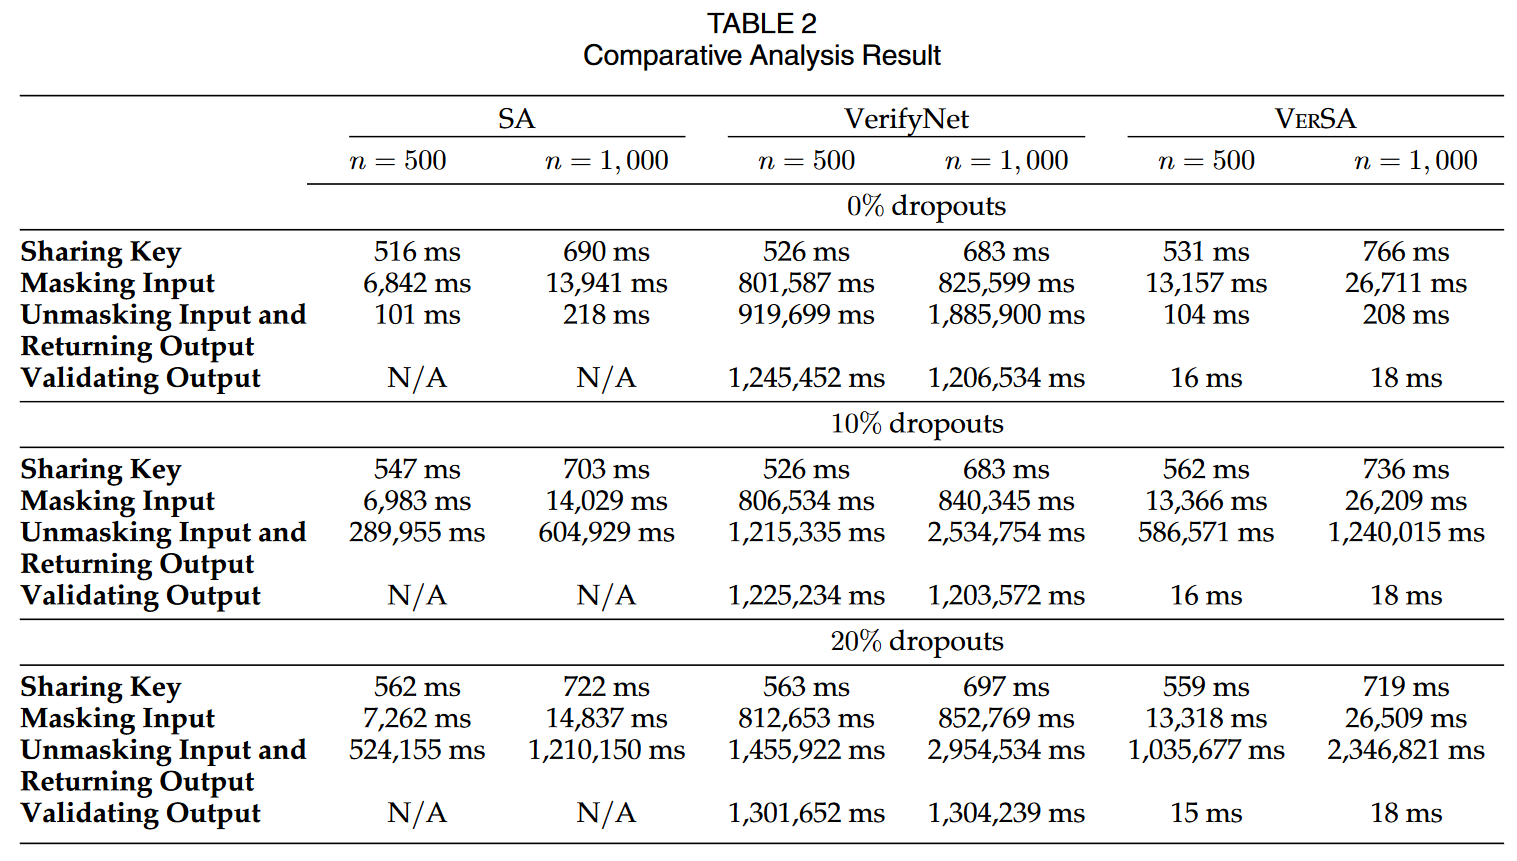 TABLE 2
Comparative Analysis Result
SA VerifyNet VERSA
n = 500 n = 1,000 n = 500 n = 1,000 n = 500 n = 1,000
0% dropouts
Sharing Key 516 ms 690 ms 526 ms 683 ms 531 ms 766 ms
Masking Input 6,842 ms 13,941 ms 801,587 ms 825,599 ms 13,157 ms 26,711 ms
Unmasking Input and 101 ms 218 ms 919,699 ms 1,885,900 ms 104 ms 208 ms
Returning Output
Validating Output N/A N/A 1,245,452 ms 1,206,534 ms 16 ms 18 ms
10% dropouts
Sharing Key 547 ms 703 ms 526 ms 683 ms 562 ms 736 ms
Masking Input 6,983 ms 14,029 ms 806,534 ms 840,345 ms 13,366 ms 26,209 ms
Unmasking Input and 289,955 ms 604,929 ms 1,215,335 ms 2,534,754 ms 586,571 ms 1,240,015 ms
Returning Output
Validating Output N/A N/A 1,225,234 ms 1,203,572 ms 16 ms 18 ms
20% dropouts
Sharing Key 562 ms 722 ms 563 ms 697 ms 559 ms 719 ms
Masking Input 7,262 ms 14,837 ms 812,653 ms 852,769 ms 13,318 ms 26,509 ms
Unmasking Input and 524,155 ms 1,210,150 ms 1,455,922 ms 2,954,534 ms 1,035,677 ms 2,346,821 ms
Returning Output
Validating Output N/A N/A 1,301,652 ms 1,304,239 ms 15 ms 18 ms